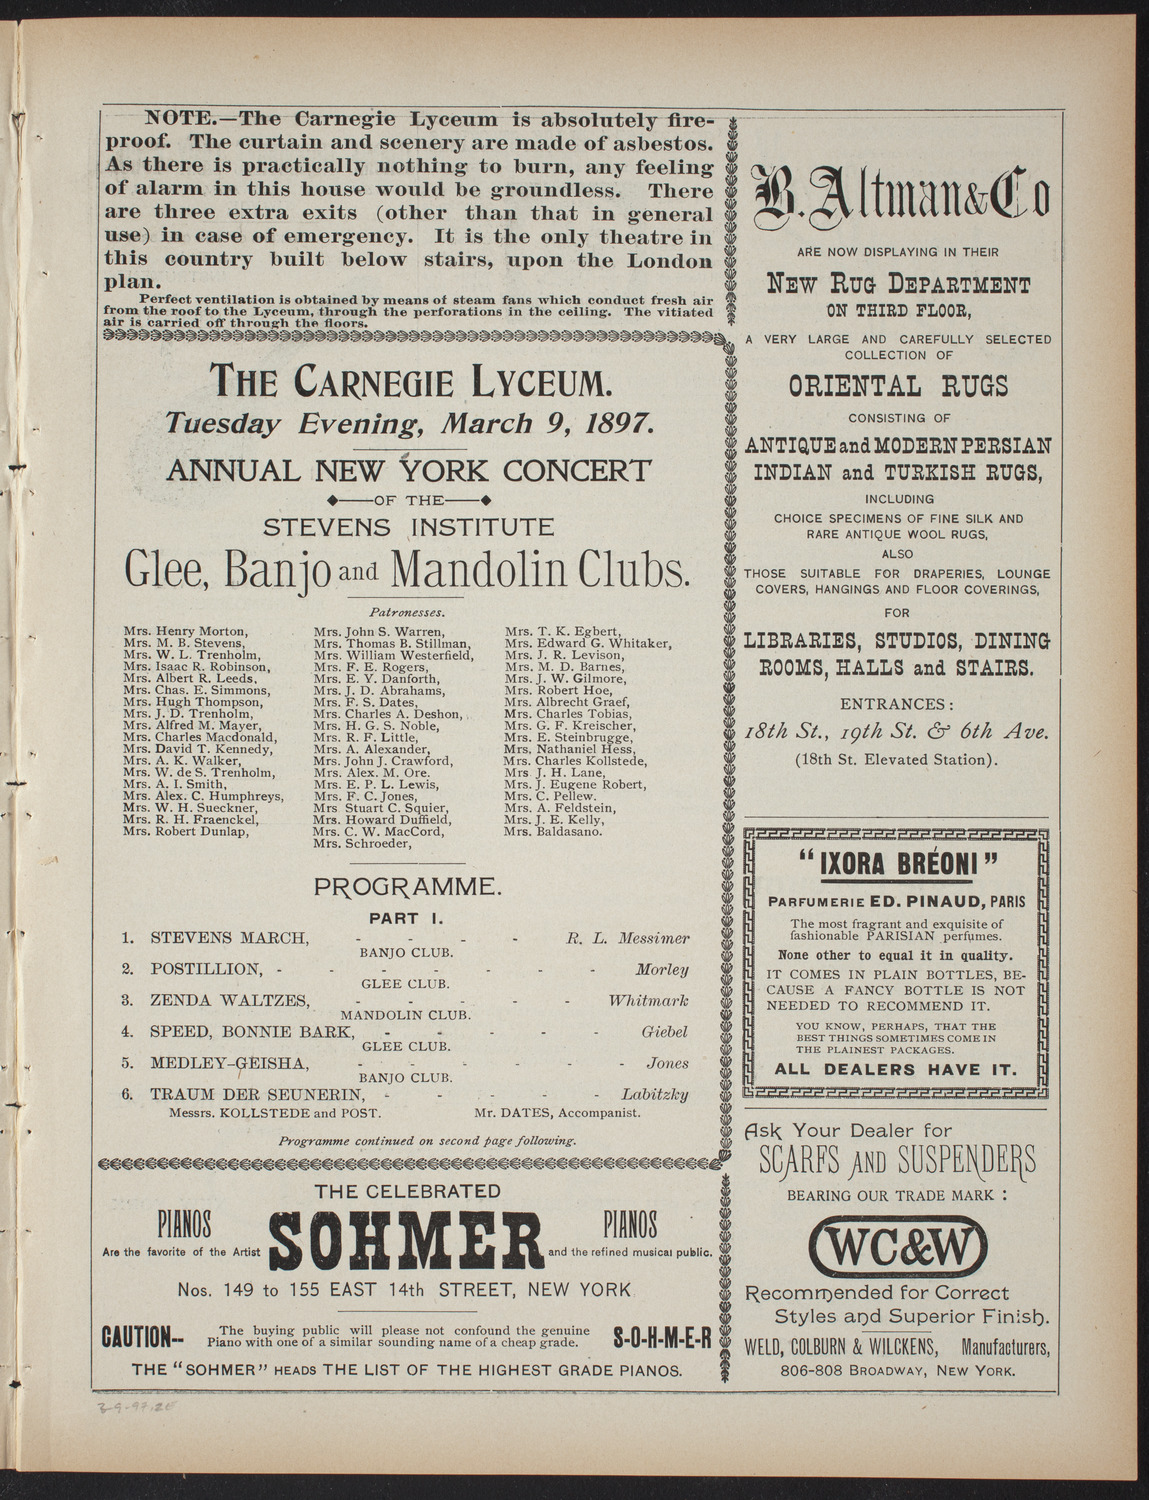 NOTE.—The Carnegie Lyceum is absolutely fire-
proof. The curtain and scenery are made of asbestos.
As there is practically nothing to burn, any feeling
of alarm in this house would be groundless. There
are three extra exits (other than that in general
use) in case of emergency. It is the only theatre in
this country built below stairs, upon the London
plan.
Perfect ventilation is obtained by means of steam fans which conduct fresh air
from the roof to the Lyceum, through the perforations in the ceiling. The vitiated
air is carried off through the floors.
THE CARNEGIE LYCEUM.
Tuesday Evening, March 9, 1897.
ANNUAL NEW YORK CONCERT
OF THE
STEVENS INSTITUTE
Glee, Banjo and Mandolin Clubs.
Patronesses.
Mrs. Henry Morton,
Mrs. M. B. Stevens,
Mrs. W. L. Trenholm,
Mrs. Isaac R. Robinson,
Mrs. Albert R. Leeds,
Mrs. Chas. E. Simmons,
Mrs. Hugh Thompson,
Mrs. J. D. Trenholm,
Mrs. Alfred M. Mayer,
Mrs. Charles Macdonald,
Mrs. David T. Kennedy,
Mrs. A. K. Walker,
Mrs. W. de S. Trenholm,
Mrs. A. I. Smith,
Mrs. Alex. C. Humphreys,
Mrs. W. H. Sueckner,
Mrs. R. H. Fraenckel,
Mrs. Robert Dunlap,
Mrs. John S. Warren,
Mrs. Thomas B. Stillman,
Mrs. William Westerfield,
Mrs. F. E. Rogers,
Mrs. E. Y. Danforth,
Mrs. J. D. Abrahams,
Mrs. F. S. Dates,
Mrs. Charles A. Deshon,
Mrs. H. G. S. Noble,
Mrs. R. F. Little,
Mrs. A. Alexander,
Mrs. John J. Crawford,
Mrs. Alex. M. Ore.
Mrs. E. P. L. Lewis,
Mrs. F. C. Jones,
Mrs Stuart C. Squier,
Mrs. Howard Duffield,
Mrs. C. W. MacCord,
Mrs. Schroeder,
Mrs. T. K. Egbert,
Mrs. Edward G. Whitaker,
Mrs. J. R. Levison,
Mrs. M. D. Barnes,
Mrs. J. W. Gilmore,
Mrs. Robert Hoe,
Mrs. Albrecht Graef,
Mrs. Charles Tobias,
Mrs. G. F. Kreischer,
Mrs. E. Steinbrugge,
Mrs. Nathaniel Hess,
Mrs. Charles Kollstede,
Mrs J. H. Lane,
Mrs. J. Eugene Robert,
Mrs. C. Pellew.
Mrs. A. Feldstein,
Mrs. J. E. Kelly,
Mrs. Baldasano.
PROGRAMME.
PART I.
1. STEVENS MARCH, - - - - R. L. Messimer
BANJO CLUB.
2. POSTILLION, - - - - - - - Morley
GLEE CLUB.
3. ZENDA WALTZES, - - - - - Whitmark
MANDOLIN CLUB.
4. SPEED, BONNIE BARK, - - - - - Giebel
GLEE CLUB.
5. MEDLEY-GEISHA, - - - - - - Jones
BANJO CLUB.
6. TRAUM DER SEUNERIN, - - - - - Labitzky
Messrs. KOLLSTEDE and POST. Mr. DATES, Accompanist.
Programme continued on second page following.
THE CELEBRATED
PIANOS SOHMER PIANOS
Are the favorite of the Artist and the refined musical public.
Nos. 149 to 155 EAST 14th STREET, NEW YORK
CAUTION-- The buying public will please not confound the genuine S-O-H-M-E-R
Piano with one of a similar sounding name of a cheap grade.
THE "SOHMER" HEADS THE LIST OF THE HIGHEST GRADE PIANOS.
3-9-97.2E
B. Altman & Co
ARE NOW DISPLAYING IN THEIR
NEW RUG DEPARTMENT
ON THIRD FLOOR,
A VERY LARGE AND CAREFULLY SELECTED
COLLECTION OF
ORIENTAL RUGS
CONSISTING OF
ANTIQUE and MODERN PERSIAN
INDIAN and TURKISH RUGS,
INCLUDING
CHOICE SPECIMENS OF FINE SILK AND
RARE ANTIQUE WOOL RUGS,
ALSO
THOSE SUITABLE FOR DRAPERIES, LOUNGE
COVERS, HANGINGS AND FLOOR COVERINGS,
FOR
LIBRARIES, STUDIOS, DINING
ROOMS, HALLS and STAIRS.
ENTRANCES:
18th St., 19th St. & 6th Ave.
(18th St. Elevated Station).
"IXORA BRÉONI"
PARFUMERIE ED. PINAUD, PARIS
The most fragrant and exquisite of
fashionable PARISIAN perfumes.
None other to equal it in quality.
IT COMES IN PLAIN BOTTLES, BE-
CAUSE A FANCY BOTTLE IS NOT
NEEDED TO RECOMMEND IT.
YOU KNOW, PERHAPS, THAT THE
BEST THINGS SOMETIMES COME IN
THE PLAINEST PACKAGES.
ALL DEALERS HAVE IT.
Ask Your Dealer for
SCARFS AND SUSPENDERS
BEARING OUR TRADE MARK:
WC&W
Recommended for Correct
Styles and Superior Finish.
WELD, COLBURN & WILCKENS, Manufacturers,
806-808 BROADWAY, NEW YORK.